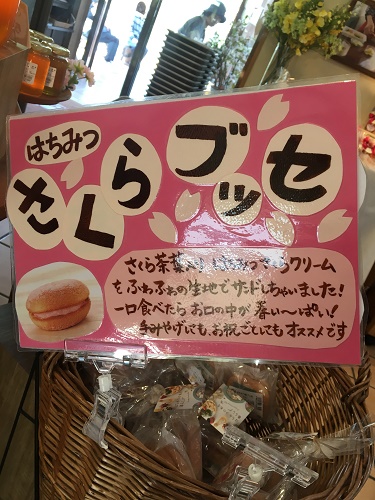 はちみつ
さくらブッセ
さくら茶葉入り はちみつさくらクリーム
をふわふわの生地でサンドしちゃいました!
一口食べたらお口の中が春い〜ぱい!
手みやげにもお祝ごとにもオススメです